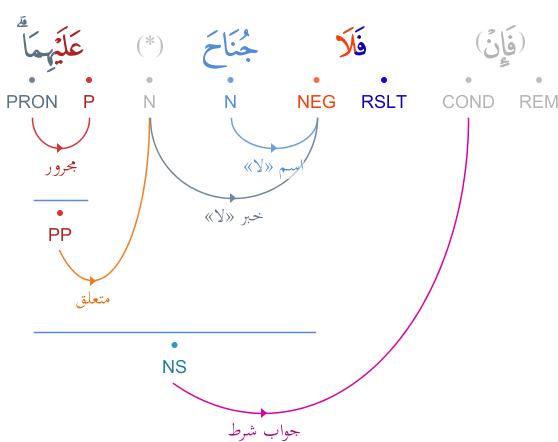 (فَإِنْ) فَلَا جُنَاحَ (*) عَلَيْهِمَا ۗ
REM COND RSLT NEG N N P PRON
اسم «لا»
مجرور
خبر «لا»
PP
متعلق
NS
جواب شرط